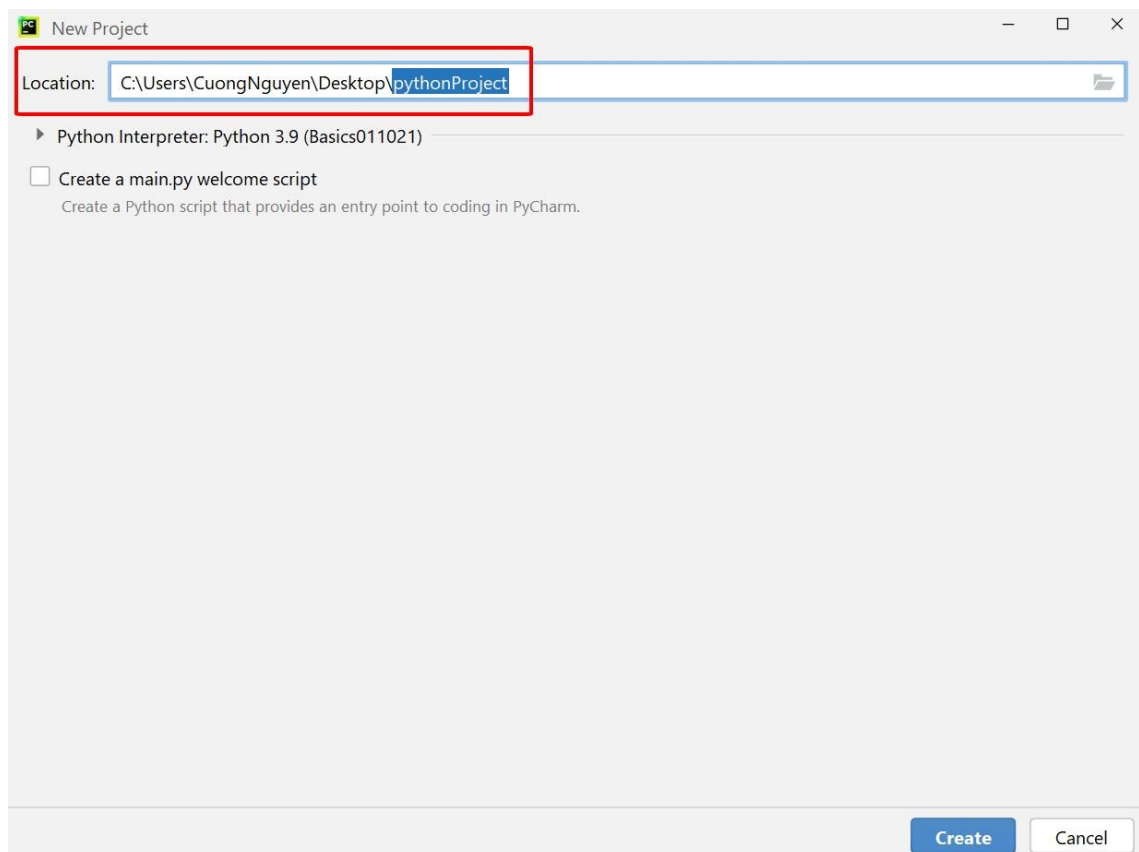 PC New Project
Location: C:\Users\CuongNguyen\Desktop\pythonProject
Python Interpreter: Python 3.9 (Basics011021)
Create a main.py welcome script
Create a Python script that provides an entry point to coding in PyCharm.
Create Cancel